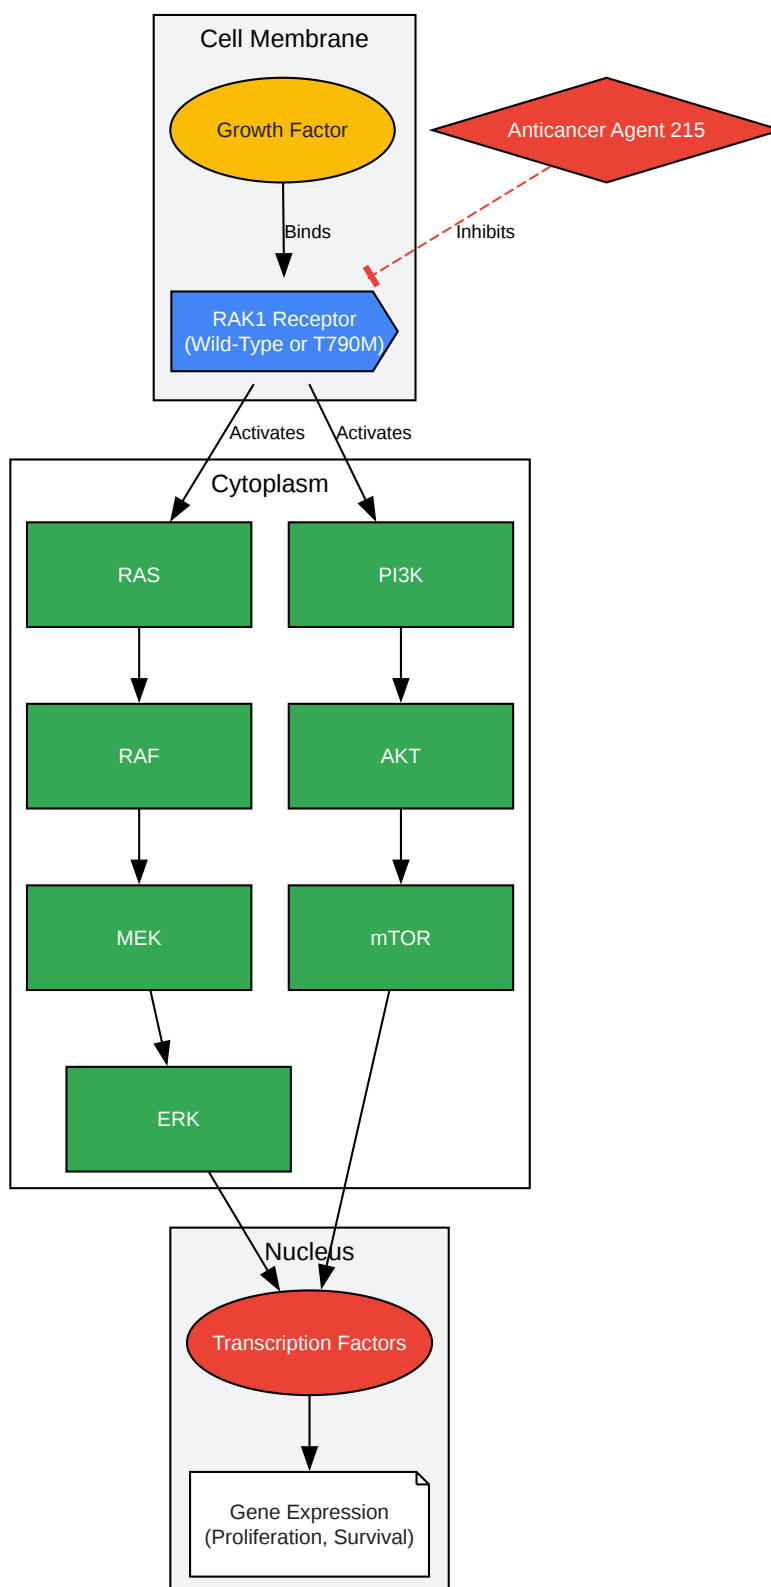 Cell Membrane
Growth Factor
Anticancer Agent 215
Binds
Inhibits
RAK1 Receptor
(Wild-Type or T790M)
Activates
Activates
Cytoplasm
RAS
PI3K
RAF
AKT
MEK
mTOR
ERK
Nucleus
Transcription Factors
Gene Expression
(Proliferation, Survival)